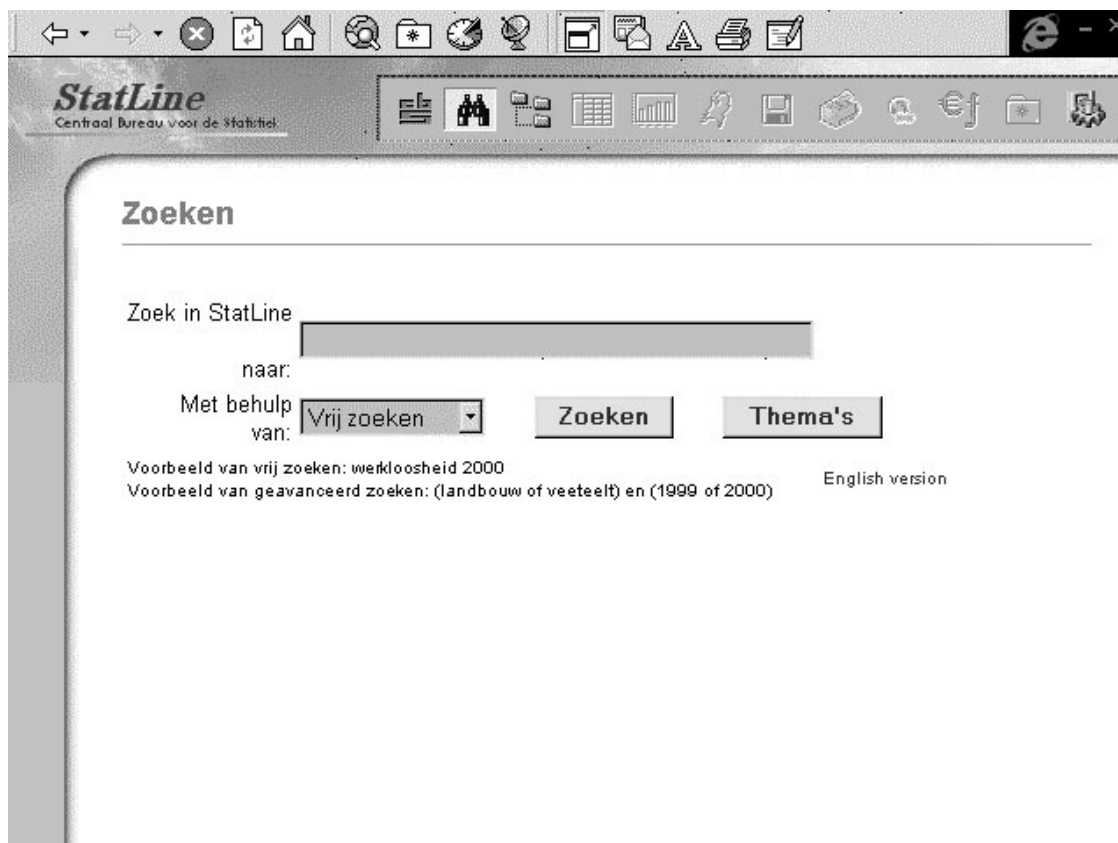 StatLine
Centraal Bureau voor de Statistiek
€ƒ
Zoeken
Zoek in StatLine
naar:
Met behulp
van:
Vrij zoeken
Zoeken
Thema's
Voorbeeld van vrij zoeken: werkloosheid 2000
Voorbeeld van geavanceerd zoeken: (landbouw of veeteelt) en (1999 of 2000)
English version